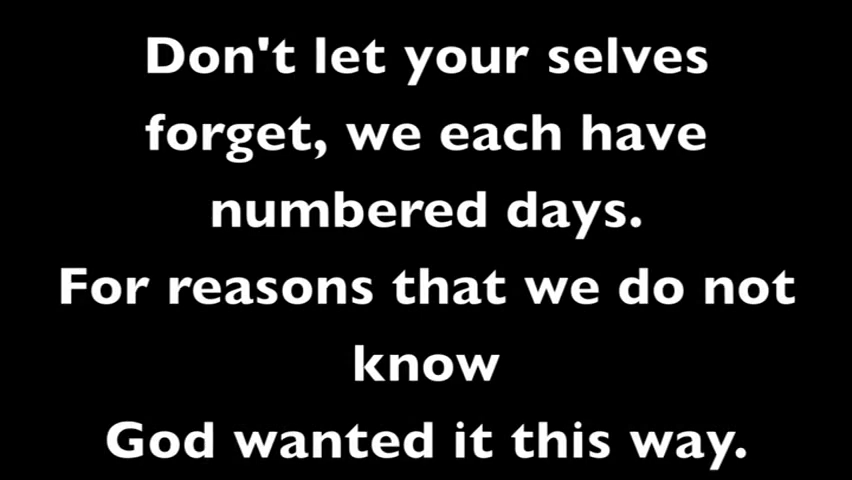 Don't let your selves
forget, we each have
numbered days.
For reasons that we do not
know
God wanted it this way.